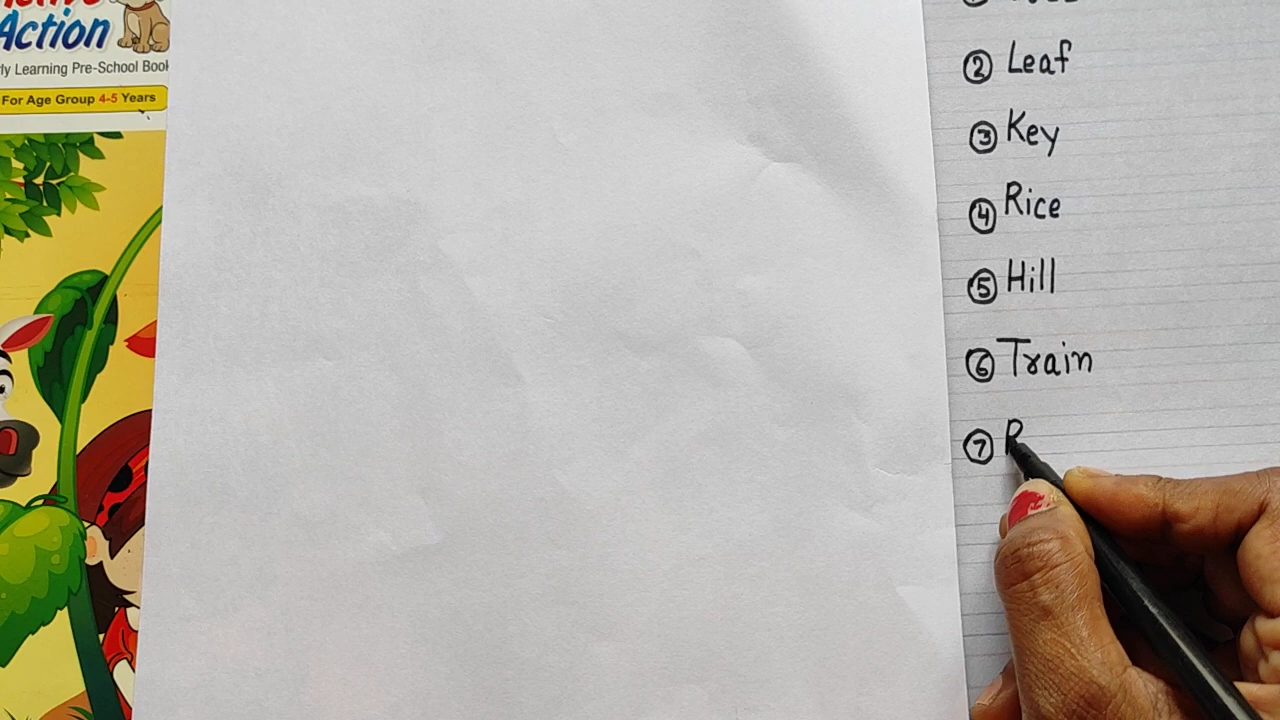 Action
ly Learning Pre-School Book
For Age Group 4-5 Years
② Leaf
③ Key
④ Rice
⑤ Hill
⑥ Train
⑦